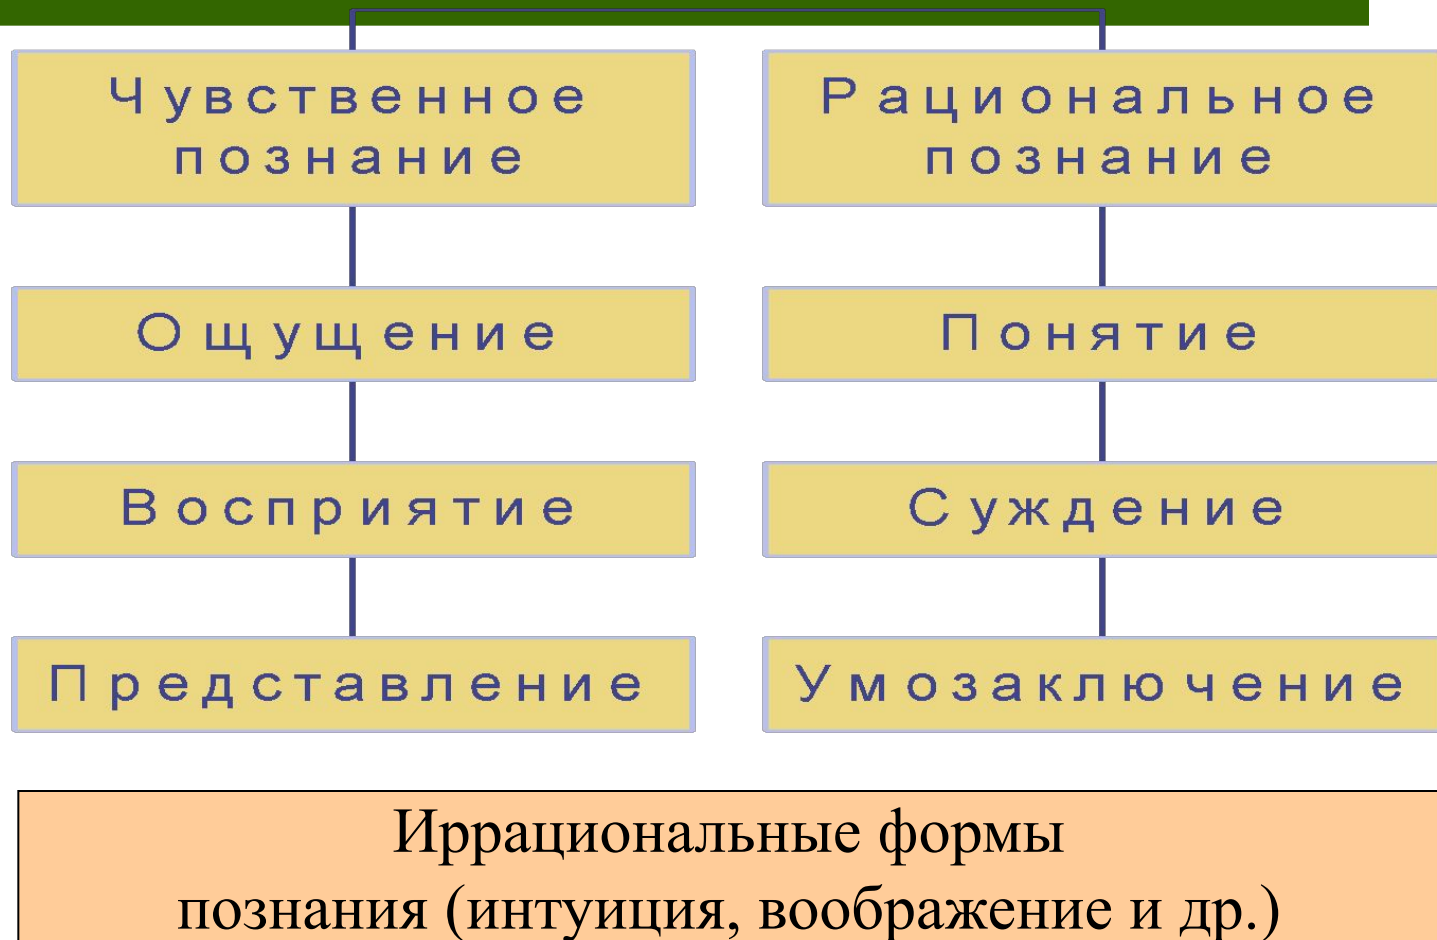 Чувственное
познание
Рациональное
познание
Ощущение
Понятие
Восприятие
Суждение
Представление
Умозаключение
Иррациональные формы
познания (интуиция, воображение и др.)